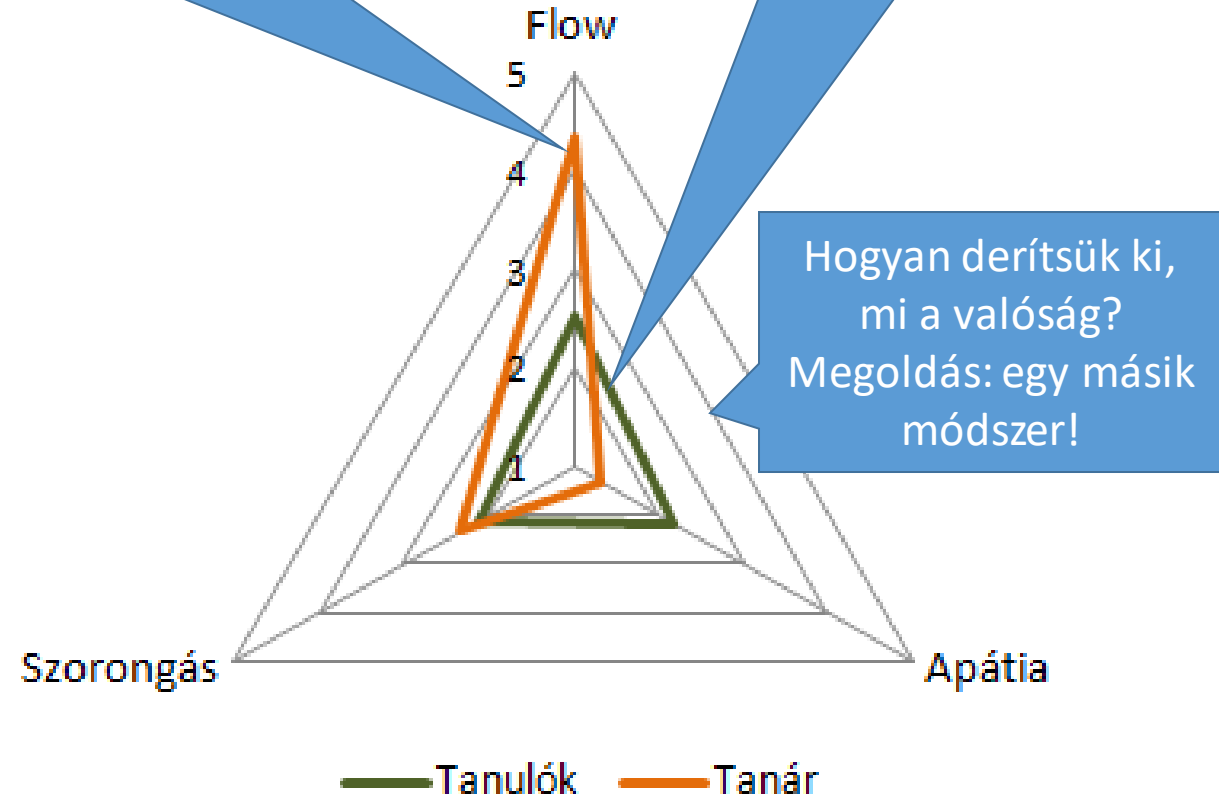 Flow
5
4
3
2
1
Hogyan derítsük ki,
mi a valóság?
Megoldás: egy másik
módszer!
Szorongás
Apátia
Tanulók
Tanár